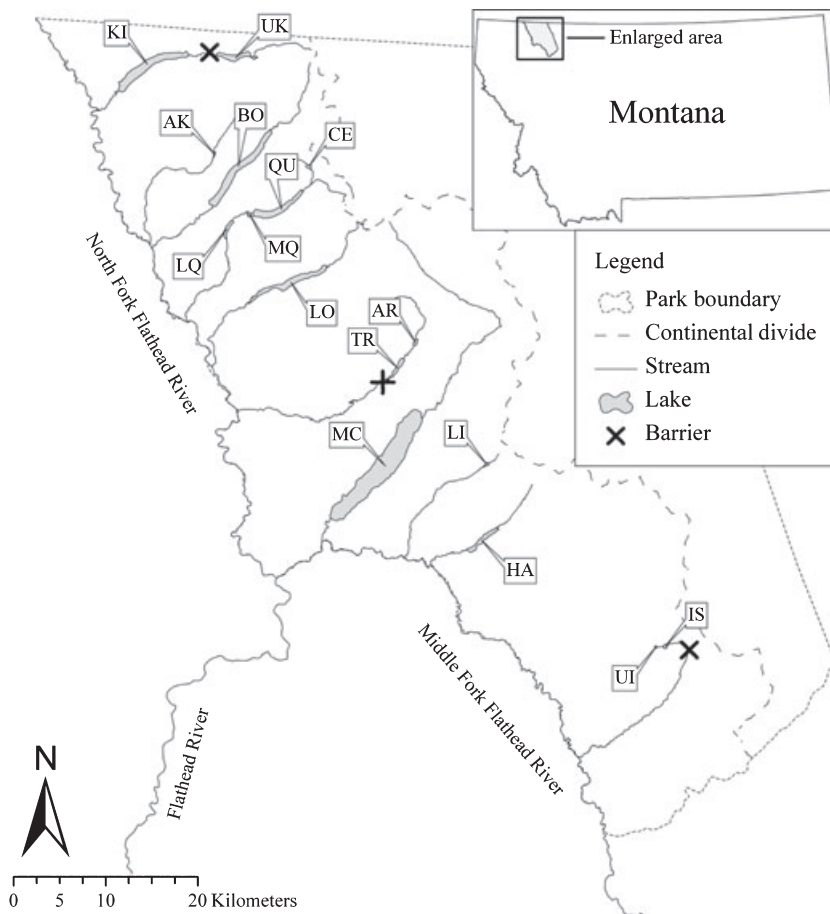 KI
UK
Enlarged area
Montana
AK
BO
CE
QU
LQ
MQ
LO
AR
TR
MC
LI
HA
IS
UI
North Fork Flathead River
Middle Fork Flathead River
Flathead River
Legend
Park boundary
Continental divide
Stream
Lake
Barrier
N
0 5 10 20 Kilometers